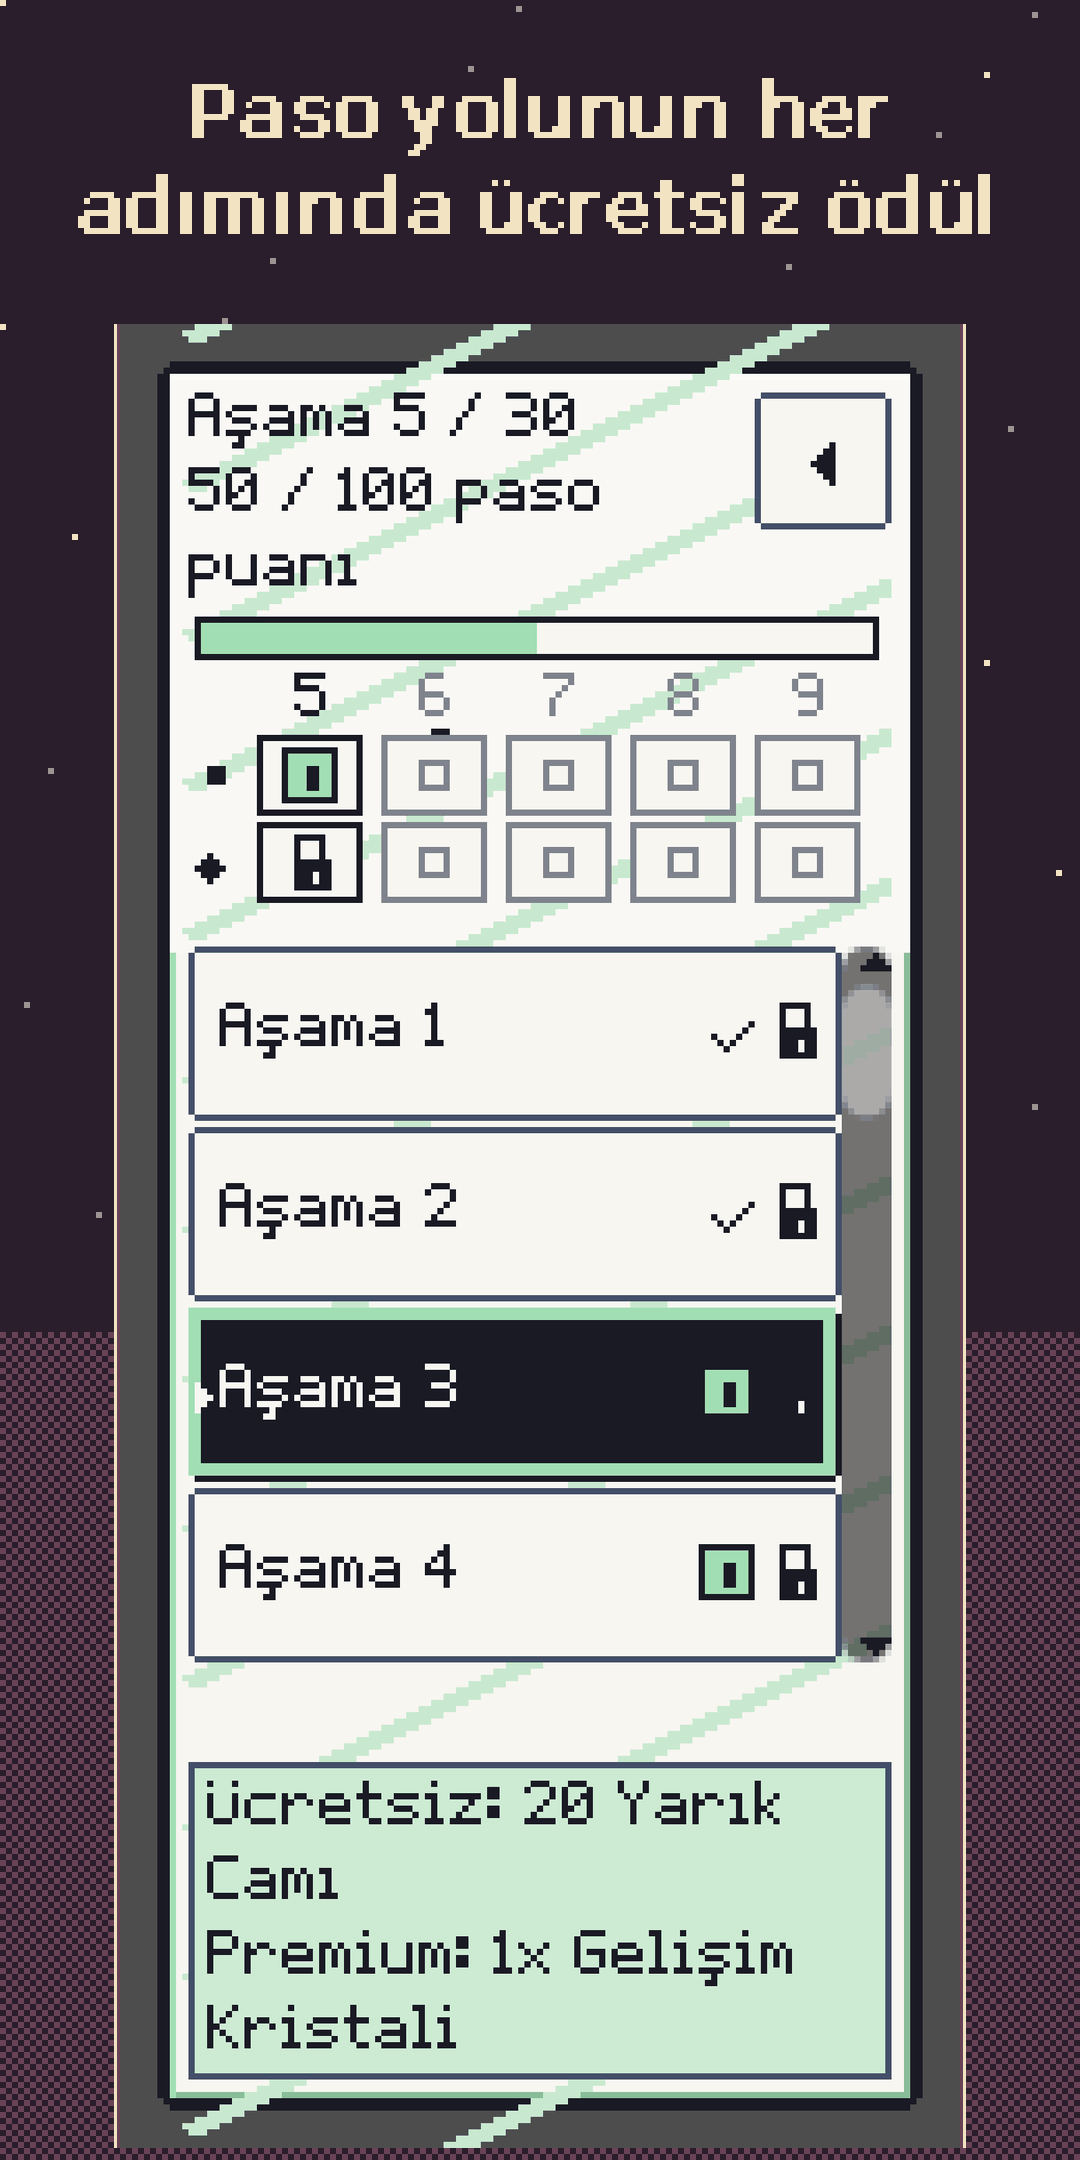 Paso yolunun her
adımında ücretsiz ödül
Aşama 5 / 30
50 / 100 paso
puanı
5 6 7 8 9
Aşama 1
Aşama 2
Aşama 3
Aşama 4
Ücretsiz: 20 Yarık
Camı
Premium: 1x Gelişim
Kristali